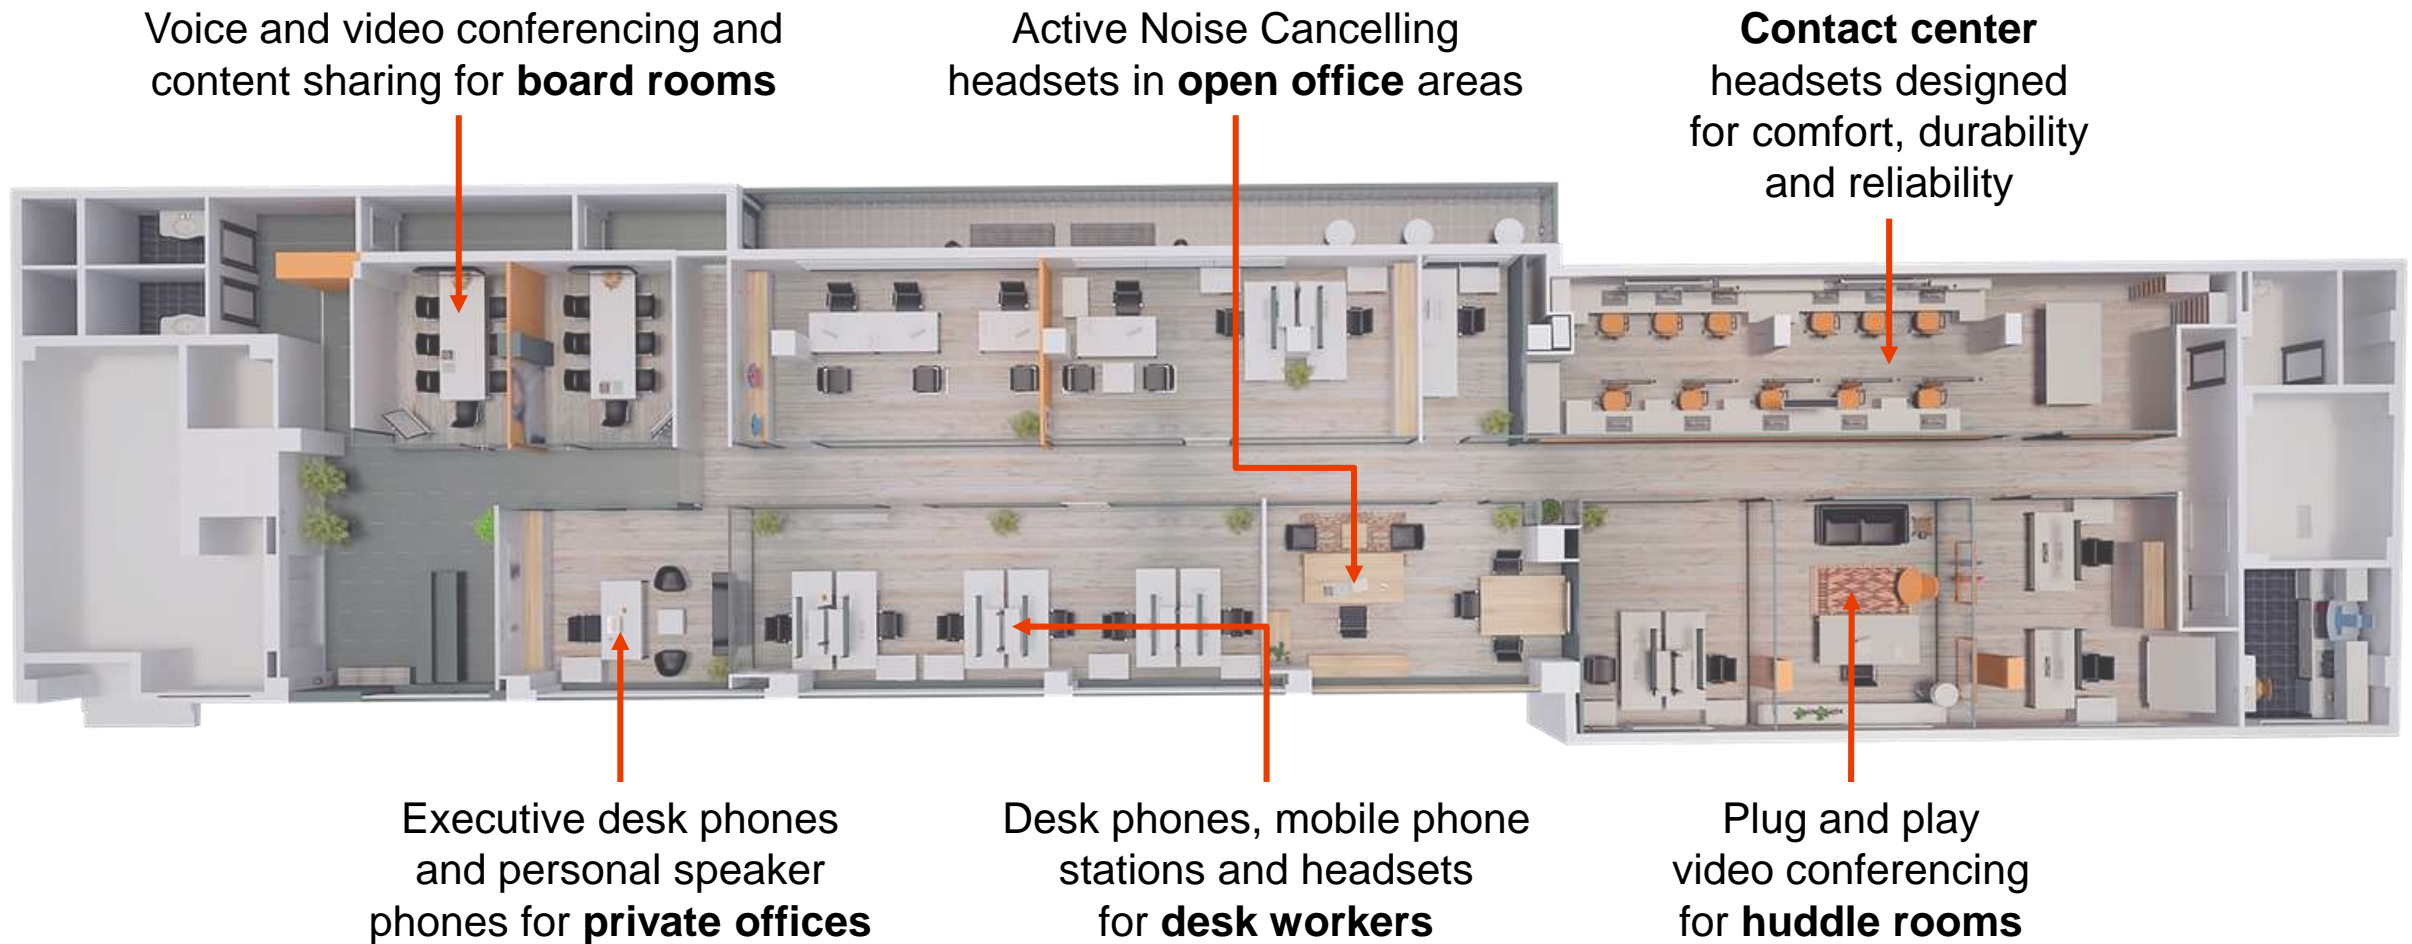 Voice and video conferencing and
content sharing for board rooms
Active Noise Cancelling
headsets in open office areas
Contact center
headsets designed
for comfort, durability
and reliability
Executive desk phones
and personal speaker
phones for private offices
Desk phones, mobile phone
stations and headsets
for desk workers
Plug and play
video conferencing
for huddle rooms